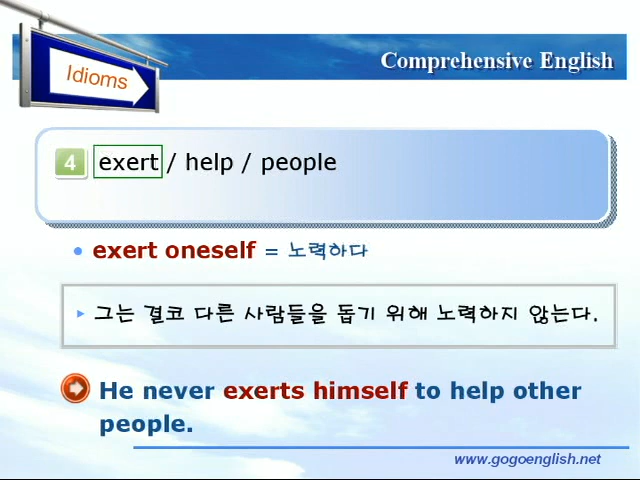 Comprehensive English
Idioms
4 exert / help / people
• exert oneself = 노력하다
▸ 그는 결코 다른 사람들을 돕기 위해 노력하지 않는다.
He never exerts himself to help other
people.
www.gogoenglish.net